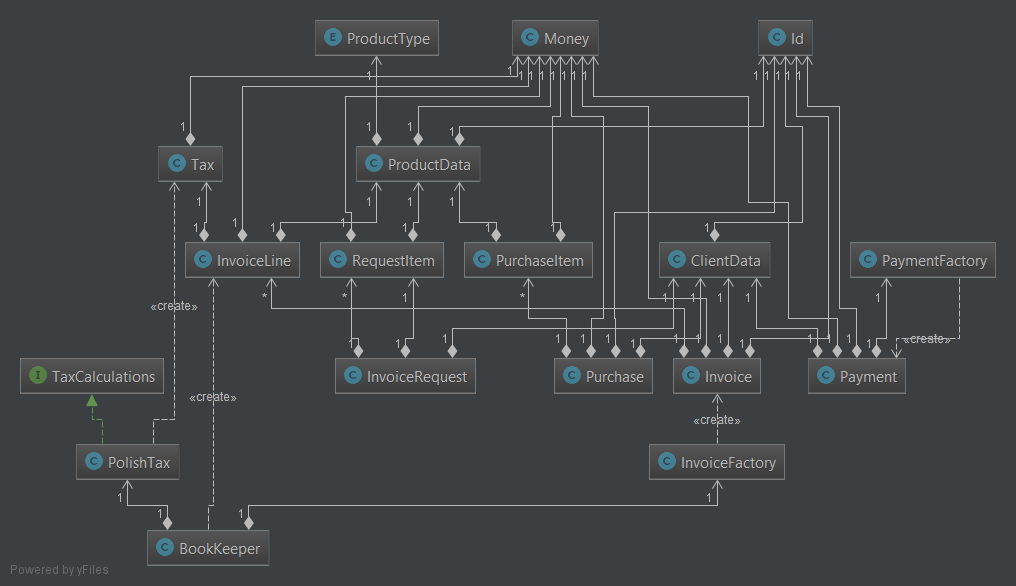 E ProductType
C Money
C Id
1 1 1 1 1 1 1 1 1 1 1 1 1 1
1 1 1 1
C Tax
C ProductData
1 1 1 1 1
1 1 1 1 1 1 1 1
C InvoiceLine
C RequestItem
C PurchaseItem
C ClientData
C PaymentFactory
* * 1 * 1 1 1 1 1
«create»
1 1 1 1 1 1 1 1 1 1 1 1 1 1 1
«create»
I TaxCalculations
C InvoiceRequest
C Purchase
C Invoice
C Payment
«create»
«create»
C PolishTax
C InvoiceFactory
1 1
1 1
C BookKeeper
Powered by yFiles